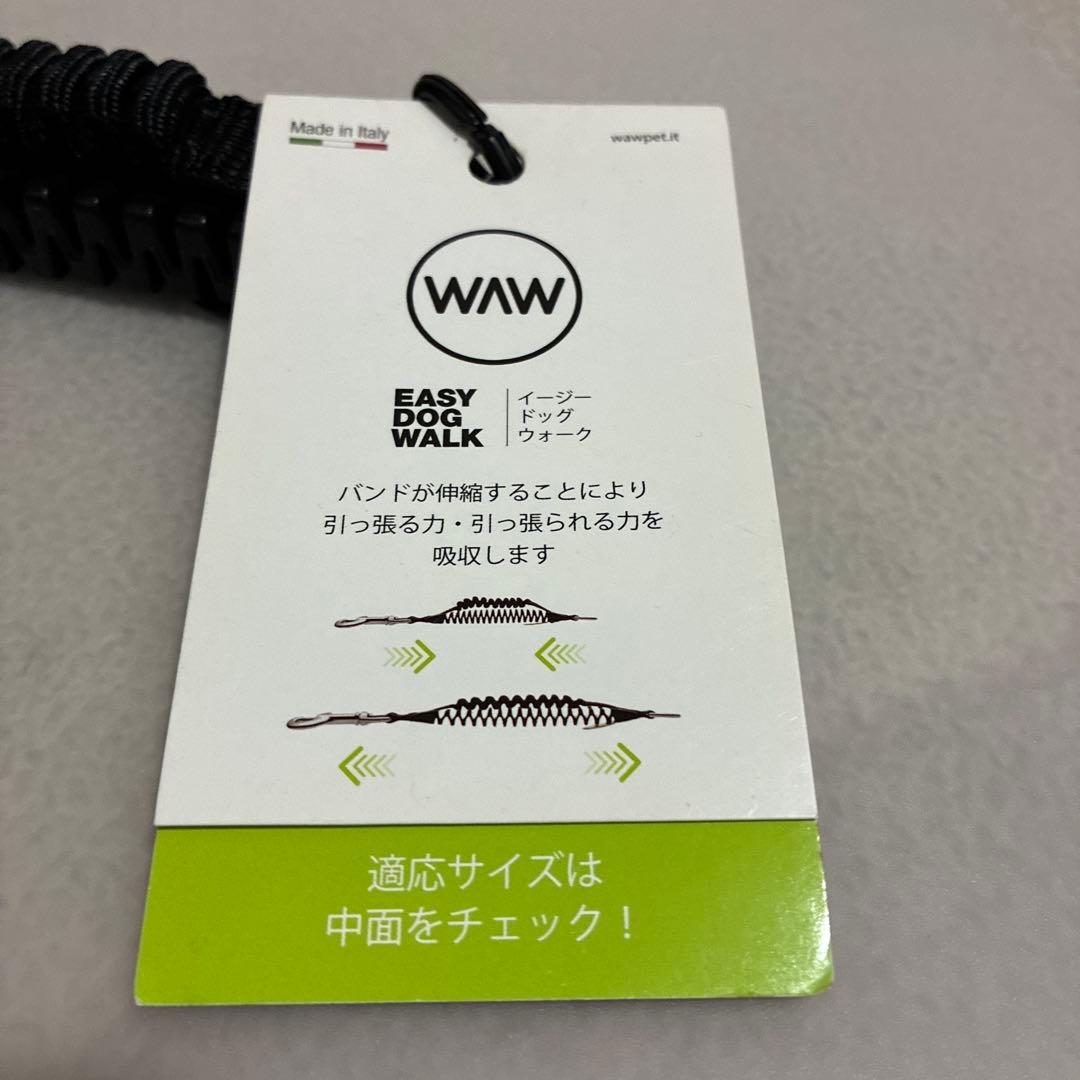 Made in Italy
wawpet.it
WAW
EASY
DOG
WALK
イージー
ドッグ
ウォーク
バンドが伸縮することにより
引っ張る力・引っ張られる力を
吸収します
適応サイズは
中面をチェック！